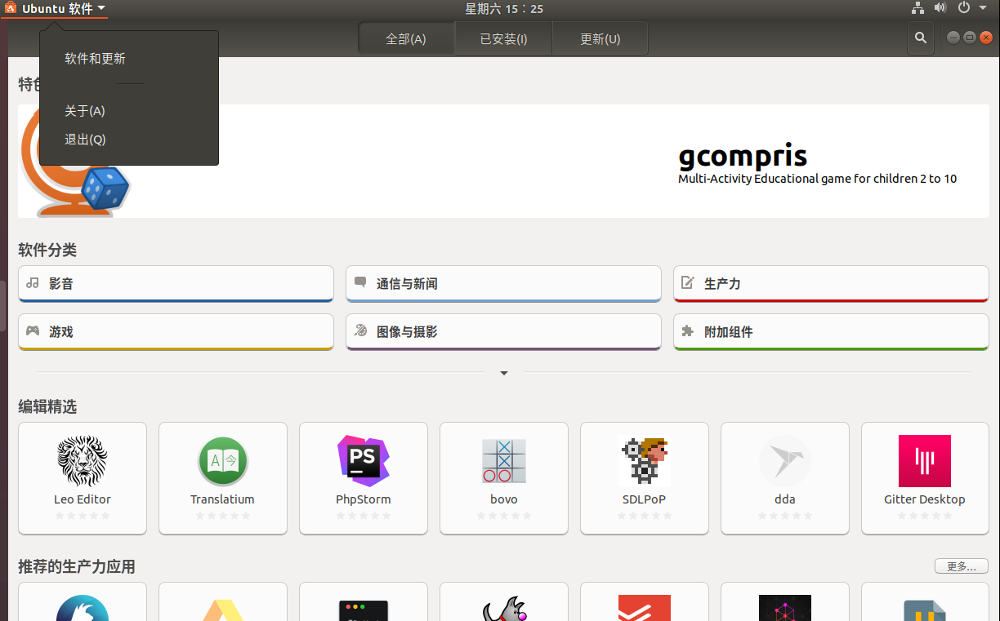 Ubuntu 软件
星期六 15：25
全部(A)
已安装(I)
更新(U)
软件和更新
关于(A)
退出(Q)
特色
gcompris
Multi-Activity Educational game for children 2 to 10
软件分类
影音
通信与新闻
生产力
游戏
图像与摄影
附加组件
编辑精选
A
今
PS
Leo Editor
Translatium
PhpStorm
bovo
SDLPoP
dda
Gitter Desktop
推荐的生产力应用
更多...